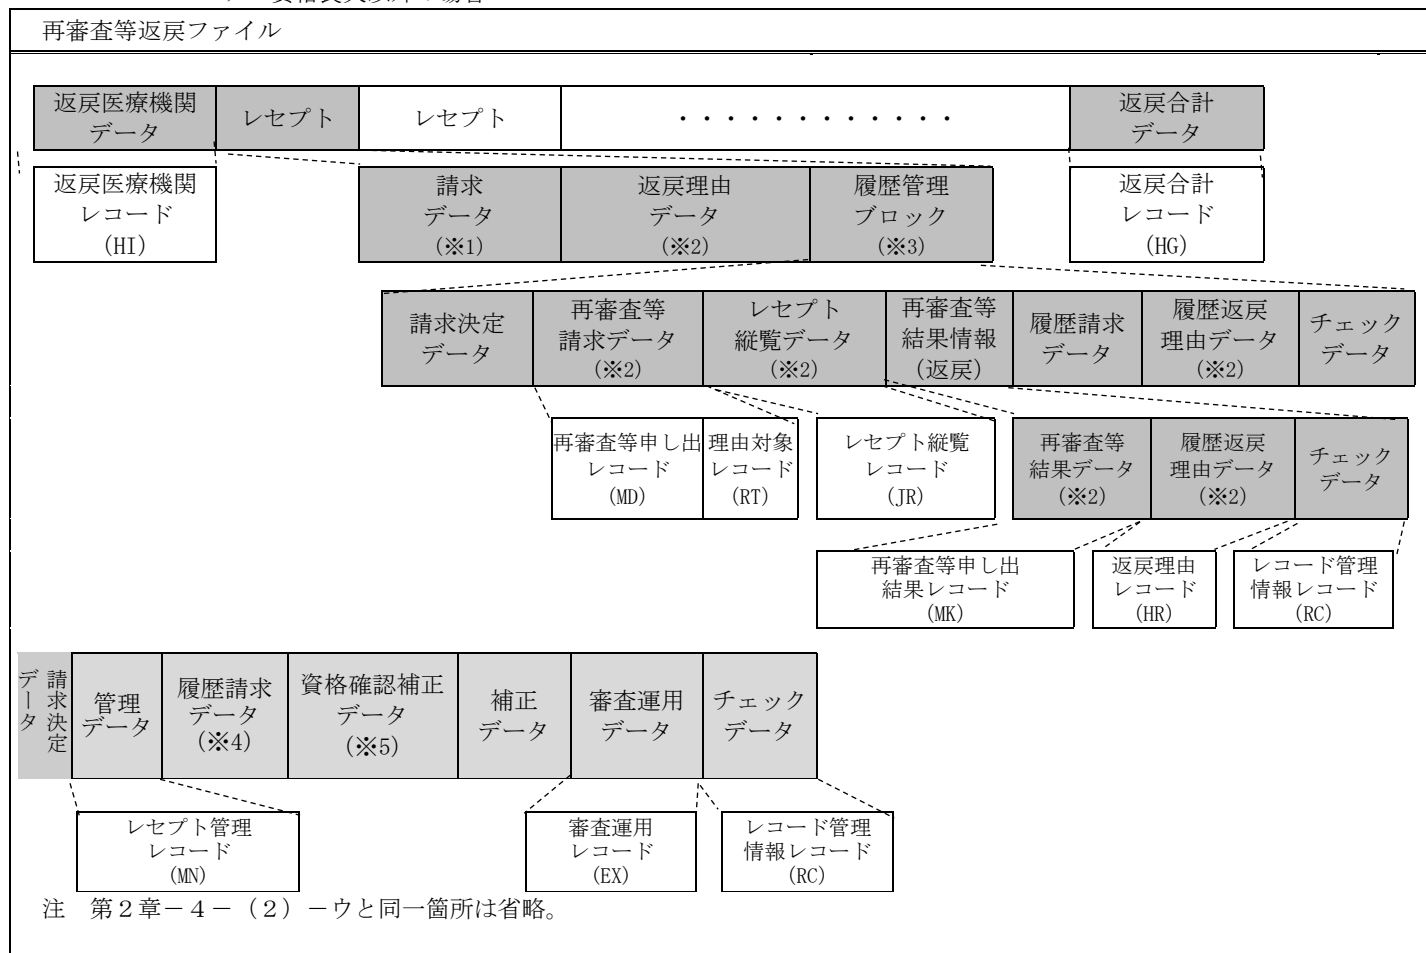 再審査等返戻ファイル
返戻医療機関
データ
レセプト
レセプト
・・・・・・・・・・・・
返戻合計
データ
返戻医療機関
レコード
(HI)
請求
データ
(※1)
返戻理由
データ
(※2)
履歴管理
ブロック
(※3)
返戻合計
レコード
(HG)
請求決定
データ
再審査等
請求データ
(※2)
レセプト
縦覧データ
(※2)
再審査等
結果情報
(返戻)
履歴請求
データ
履歴返戻
理由データ
(※2)
チェック
データ
再審査等申し出
レコード
(MD)
理由対象
レコード
(RT)
レセプト縦覧
レコード
(JR)
再審査等
結果データ
(※2)
履歴返戻
理由データ
(※2)
チェック
データ
再審査等申し出
結果レコード
(MK)
返戻理由
レコード
(HR)
レコード管理
情報レコード
(RC)
請求決定
データ
管理
データ
履歴請求
データ
(※4)
資格確認補正
データ
(※5)
補正
データ
審査運用
データ
チェック
データ
レセプト管理
レコード
(MN)
審査運用
レコード
(EX)
レコード管理
情報レコード
(RC)
注　第２章－４－（２）－ウと同一箇所は省略。